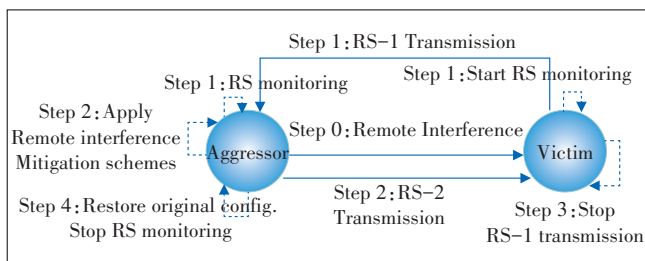 Step 1:RS-1 Transmission
Step 1:RS monitoring
Step 1:Start RS monitoring
Step 2:Apply
Remote interference
Mitigation schemes
Step 0:Remote Interference
Aggressor
Victim
Step 2:RS-2
Transmission
Step 4:Restore original config.
Stop RS monitoring
Step 3:Stop
RS-1 transmission